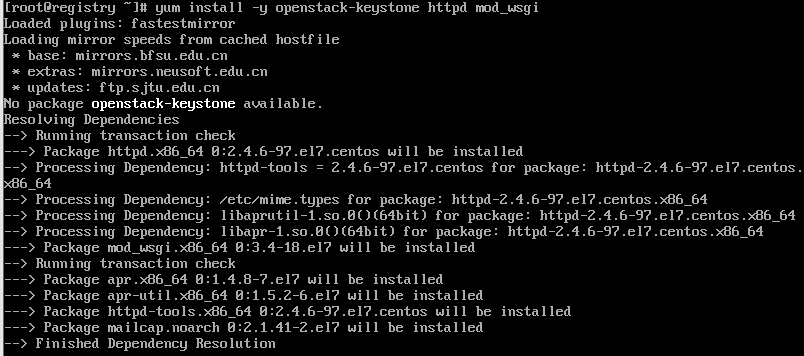 [root@registry ~]# yum install -y openstack-keystone httpd mod_wsgi
Loaded plugins: fastestmirror
Loading mirror speeds from cached hostfile
 * base: mirrors.bfsu.edu.cn
 * extras: mirrors.neusoft.edu.cn
 * updates: ftp.sjtu.edu.cn
No package openstack-keystone available.
Resolving Dependencies
--> Running transaction check
---> Package httpd.x86_64 0:2.4.6-97.el7.centos will be installed
--> Processing Dependency: httpd-tools = 2.4.6-97.el7.centos for package: httpd-2.4.6-97.el7.centos.
x86_64
--> Processing Dependency: /etc/mime.types for package: httpd-2.4.6-97.el7.centos.x86_64
--> Processing Dependency: libaprutil-1.so.0()(64bit) for package: httpd-2.4.6-97.el7.centos.x86_64
--> Processing Dependency: libapr-1.so.0()(64bit) for package: httpd-2.4.6-97.el7.centos.x86_64
---> Package mod_wsgi.x86_64 0:3.4-18.el7 will be installed
--> Running transaction check
---> Package apr.x86_64 0:1.4.8-7.el7 will be installed
---> Package apr-util.x86_64 0:1.5.2-6.el7 will be installed
---> Package httpd-tools.x86_64 0:2.4.6-97.el7.centos will be installed
---> Package mailcap.noarch 0:2.1.41-2.el7 will be installed
--> Finished Dependency Resolution